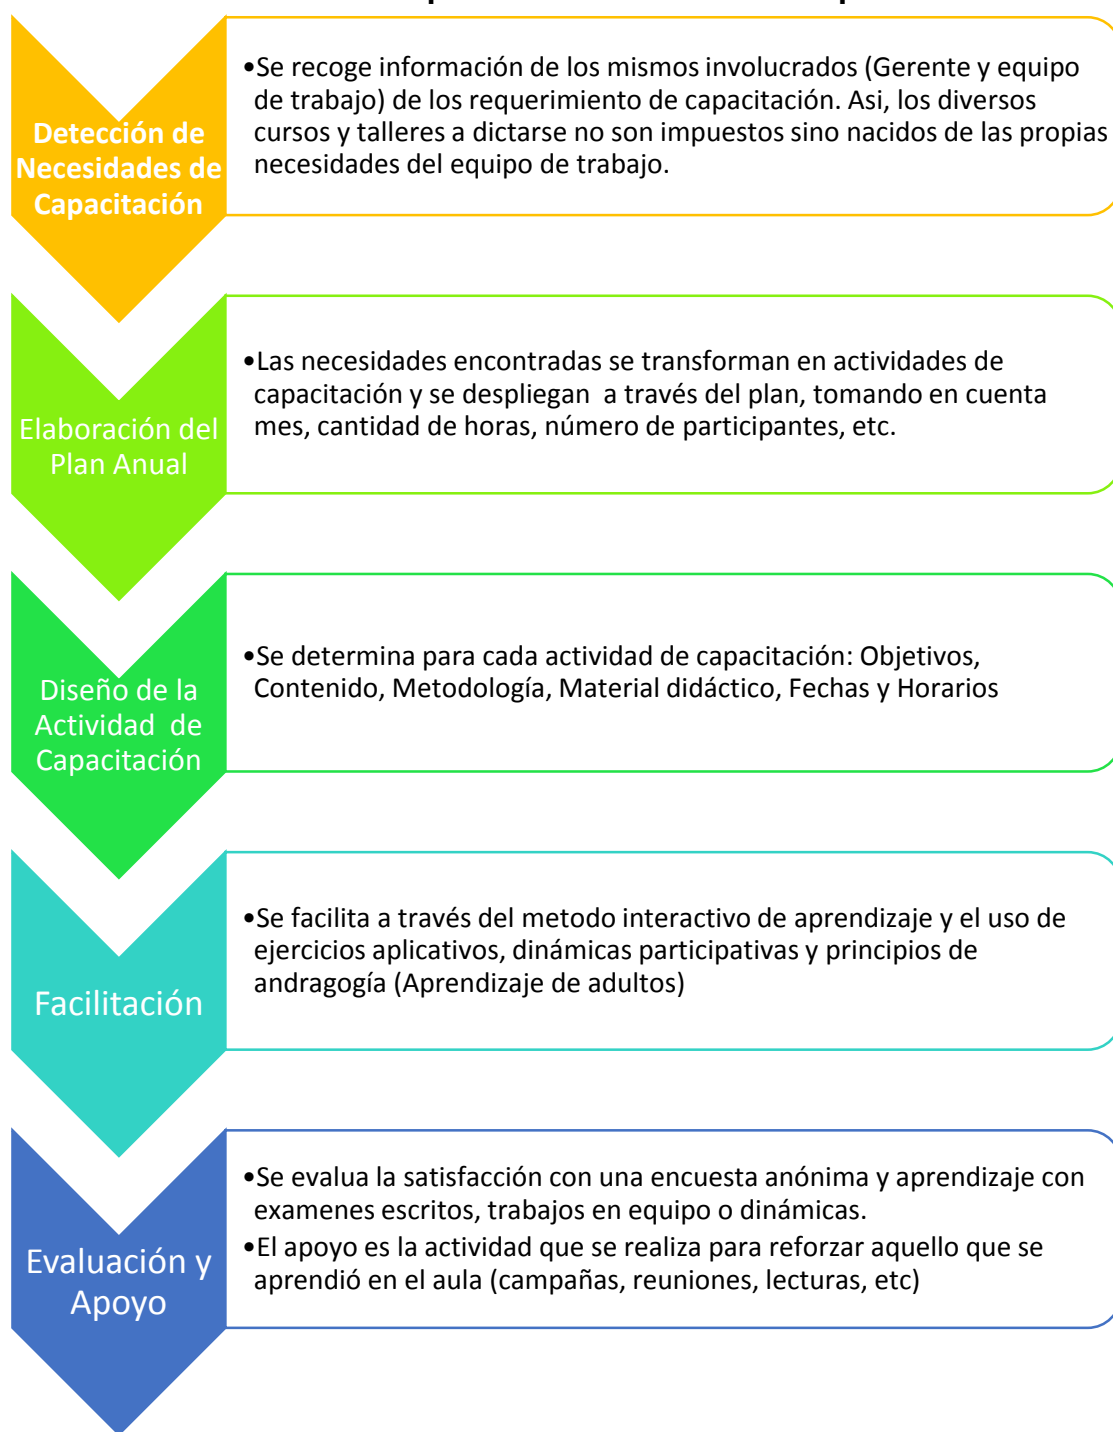 Detección de
Necesidades de
Capacitación
•Se recoge información de los mismos involucrados (Gerente y equipo
de trabajo) de los requerimiento de capacitación. Asi, los diversos
cursos y talleres a dictarse no son impuestos sino nacidos de las propias
necesidades del equipo de trabajo.
Elaboración del
Plan Anual
•Las necesidades encontradas se transforman en actividades de
capacitación y se despliegan a través del plan, tomando en cuenta
mes, cantidad de horas, número de participantes, etc.
Diseño de la
Actividad de
Capacitación
•Se determina para cada actividad de capacitación: Objetivos,
Contenido, Metodología, Material didáctico, Fechas y Horarios
Facilitación
•Se facilita a través del metodo interactivo de aprendizaje y el uso de
ejercicios aplicativos, dinámicas participativas y principios de
andragogía (Aprendizaje de adultos)
Evaluación y
Apoyo
•Se evalua la satisfacción con una encuesta anónima y aprendizaje con
examenes escritos, trabajos en equipo o dinámicas.
•El apoyo es la actividad que se realiza para reforzar aquello que se
aprendió en el aula (campañas, reuniones, lecturas, etc)